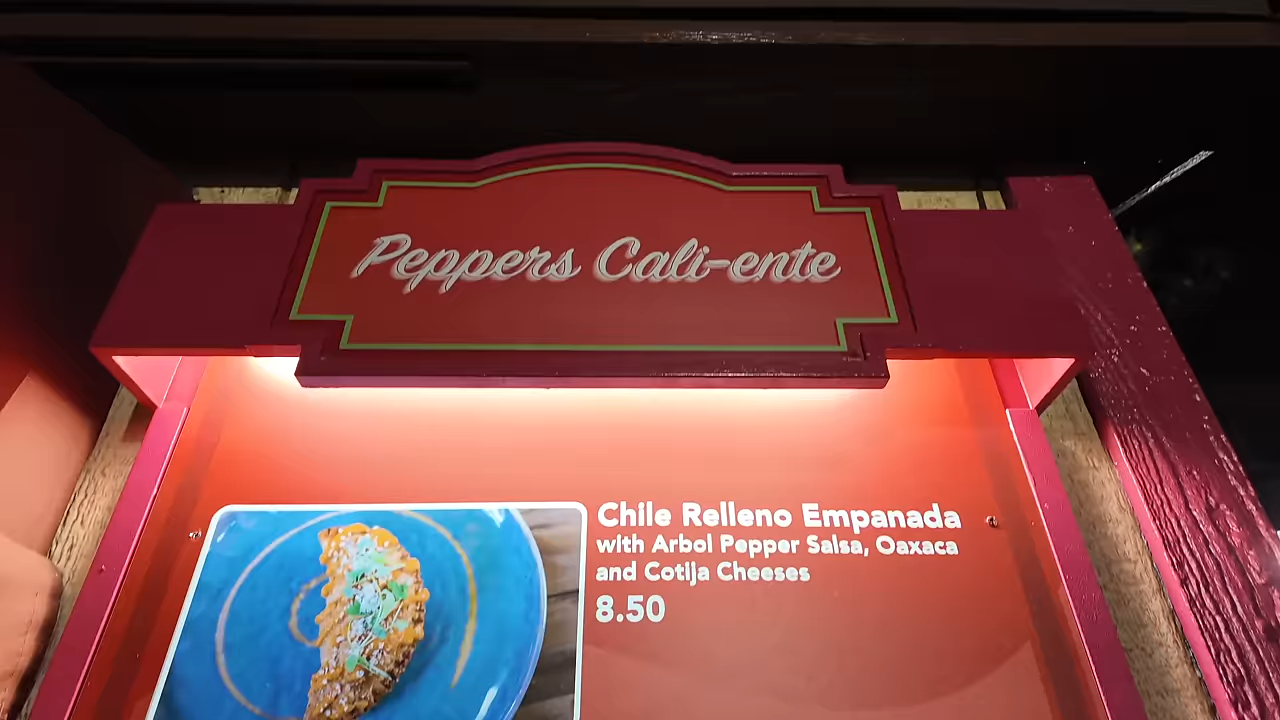 Peppers Cali-ente
Chile Relleno Empanada
with Arbol Pepper Salsa, Oaxaca
and Cotija Cheeses
8.50